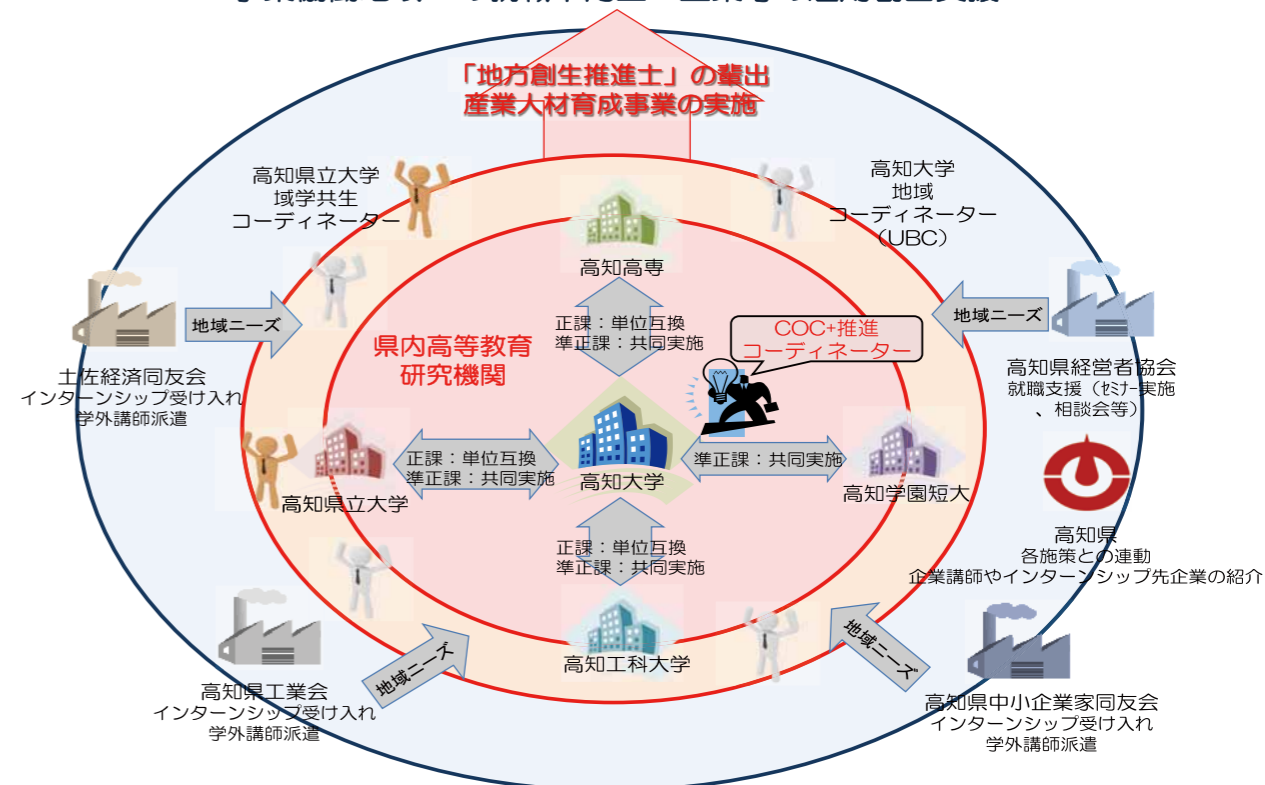 「地方創生推進士」の輩出
産業人材育成事業の実施
高知県立大学
域学共生
コーディネーター
高知大学
地域
コーディネーター
（UBC）
高知高専
地域ニーズ
地域ニーズ
正課：単位互換
準正課：共同実施
COC+推進
コーディネーター
県内高等教育
研究機関
土佐経済同友会
インターンシップ受け入れ
学外講師派遣
高知県経営者協会
就職支援（ｾﾐﾅｰ実施
、相談会等）
正課：単位互換
準正課：共同実施
準正課：共同実施
高知大学
高知県立大学
高知学園短大
高知県
各施策との連動
企業講師やインターンシップ先企業の紹介
正課：単位互換
準正課：共同実施
高知工科大学
地域ニーズ
地域ニーズ
高知県工業会
インターンシップ受け入れ
学外講師派遣
高知県中小企業家同友会
インターンシップ受け入れ
学外講師派遣